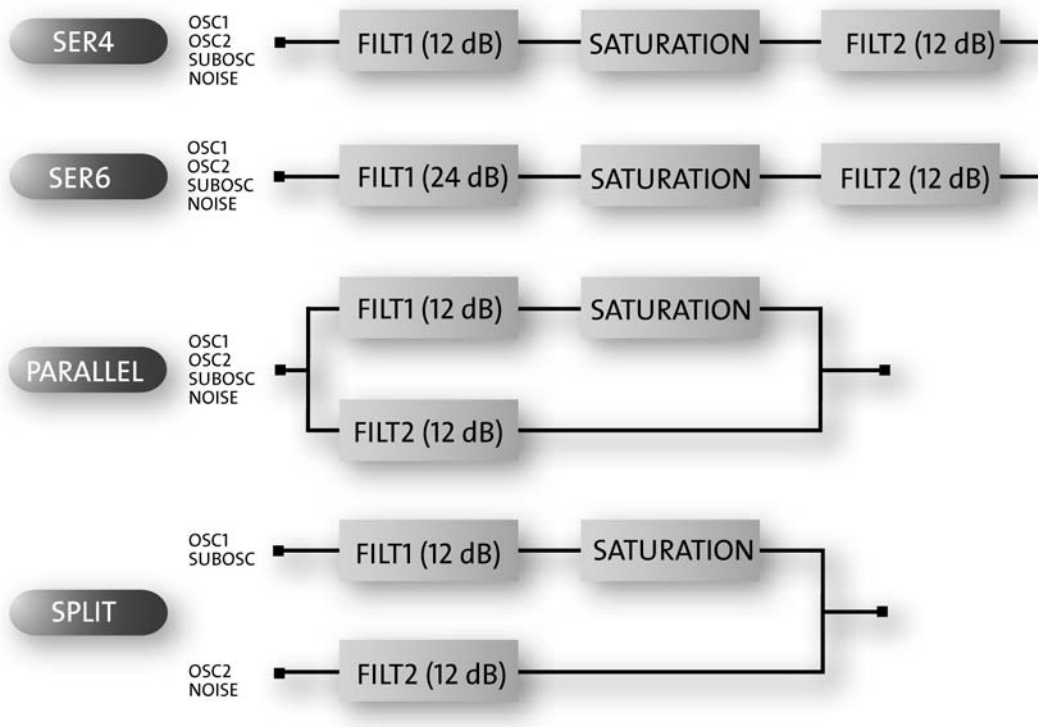 SER4
OSC1
OSC2
SUBOSC
NOISE
FILT1 (12 dB)
SATURATION
FILT2 (12 dB)
SER6
OSC1
OSC2
SUBOSC
NOISE
FILT1 (24 dB)
SATURATION
FILT2 (12 dB)
PARALLEL
OSC1
OSC2
SUBOSC
NOISE
FILT1 (12 dB)
SATURATION
FILT2 (12 dB)
SPLIT
OSC1
SUBOSC
FILT1 (12 dB)
SATURATION
OSC2
NOISE
FILT2 (12 dB)